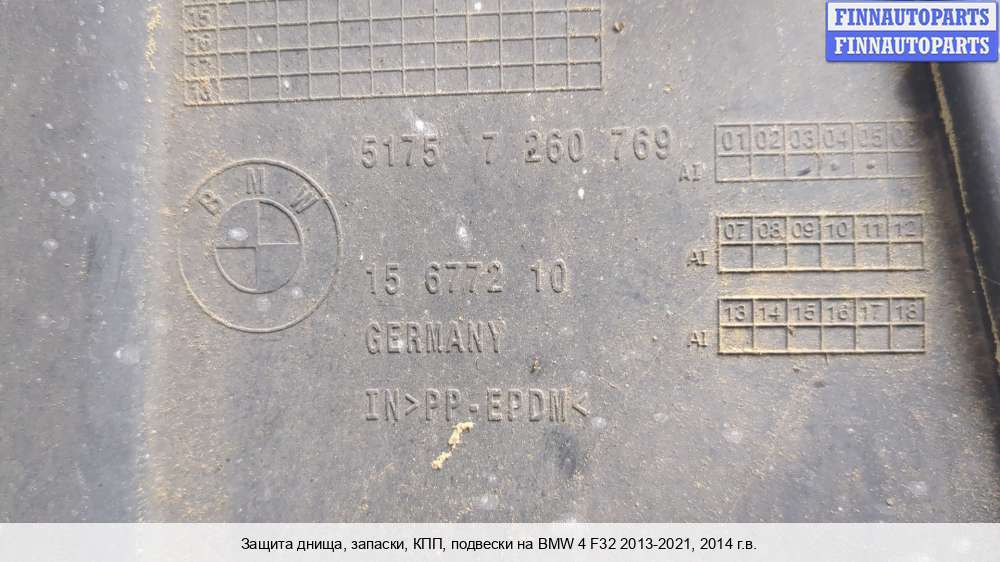 FINNAUTOPARTS
FINNAUTOPARTS
15
16
17
18
5175 7 260 769
AI
01 02 03 04 05
BMW
AI
07 08 09 10 11 12
15 6772 10
AI
13 14 15 16 17 18
GERMANY
IN>PP-EPDM<
Защита днища, запаски, КПП, подвески на BMW 4 F32 2013-2021, 2014 г.в.